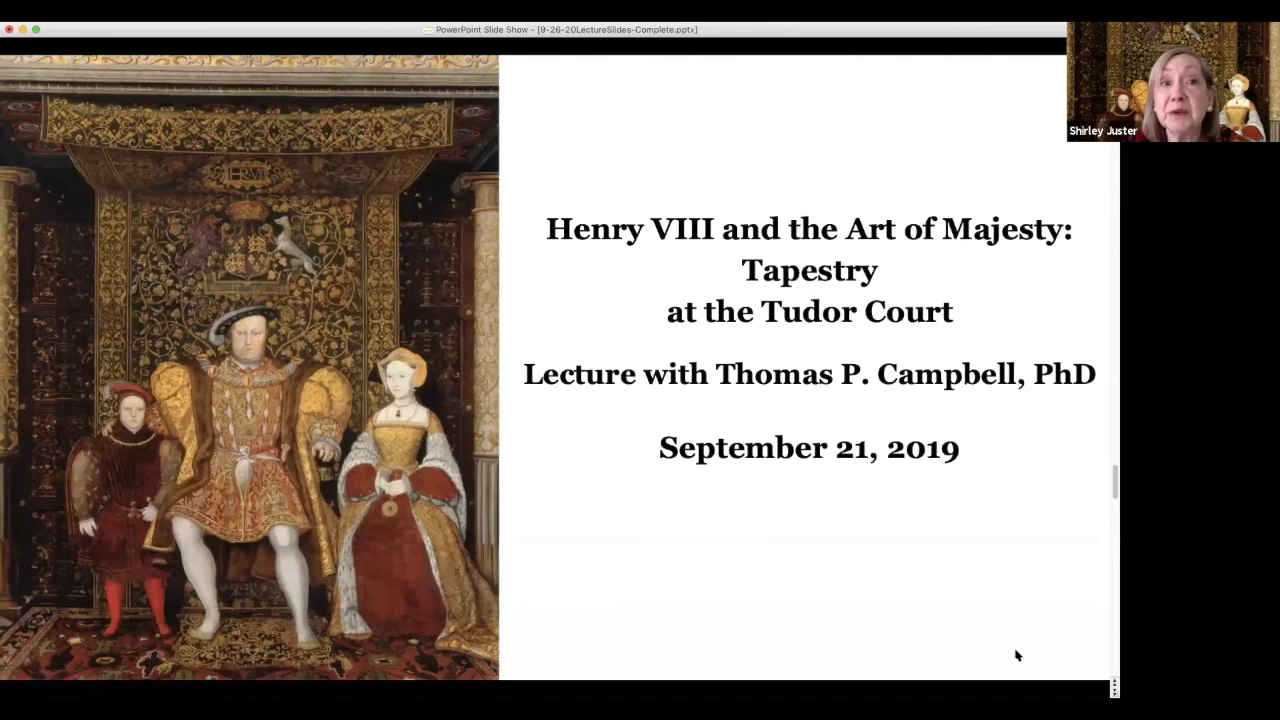 PowerPoint Slide Show - [9-26-20LectureSlides-Complete.pptx]
Shirley Juster
Henry VIII and the Art of Majesty:
Tapestry
at the Tudor Court
Lecture with Thomas P. Campbell, PhD
September 21, 2019